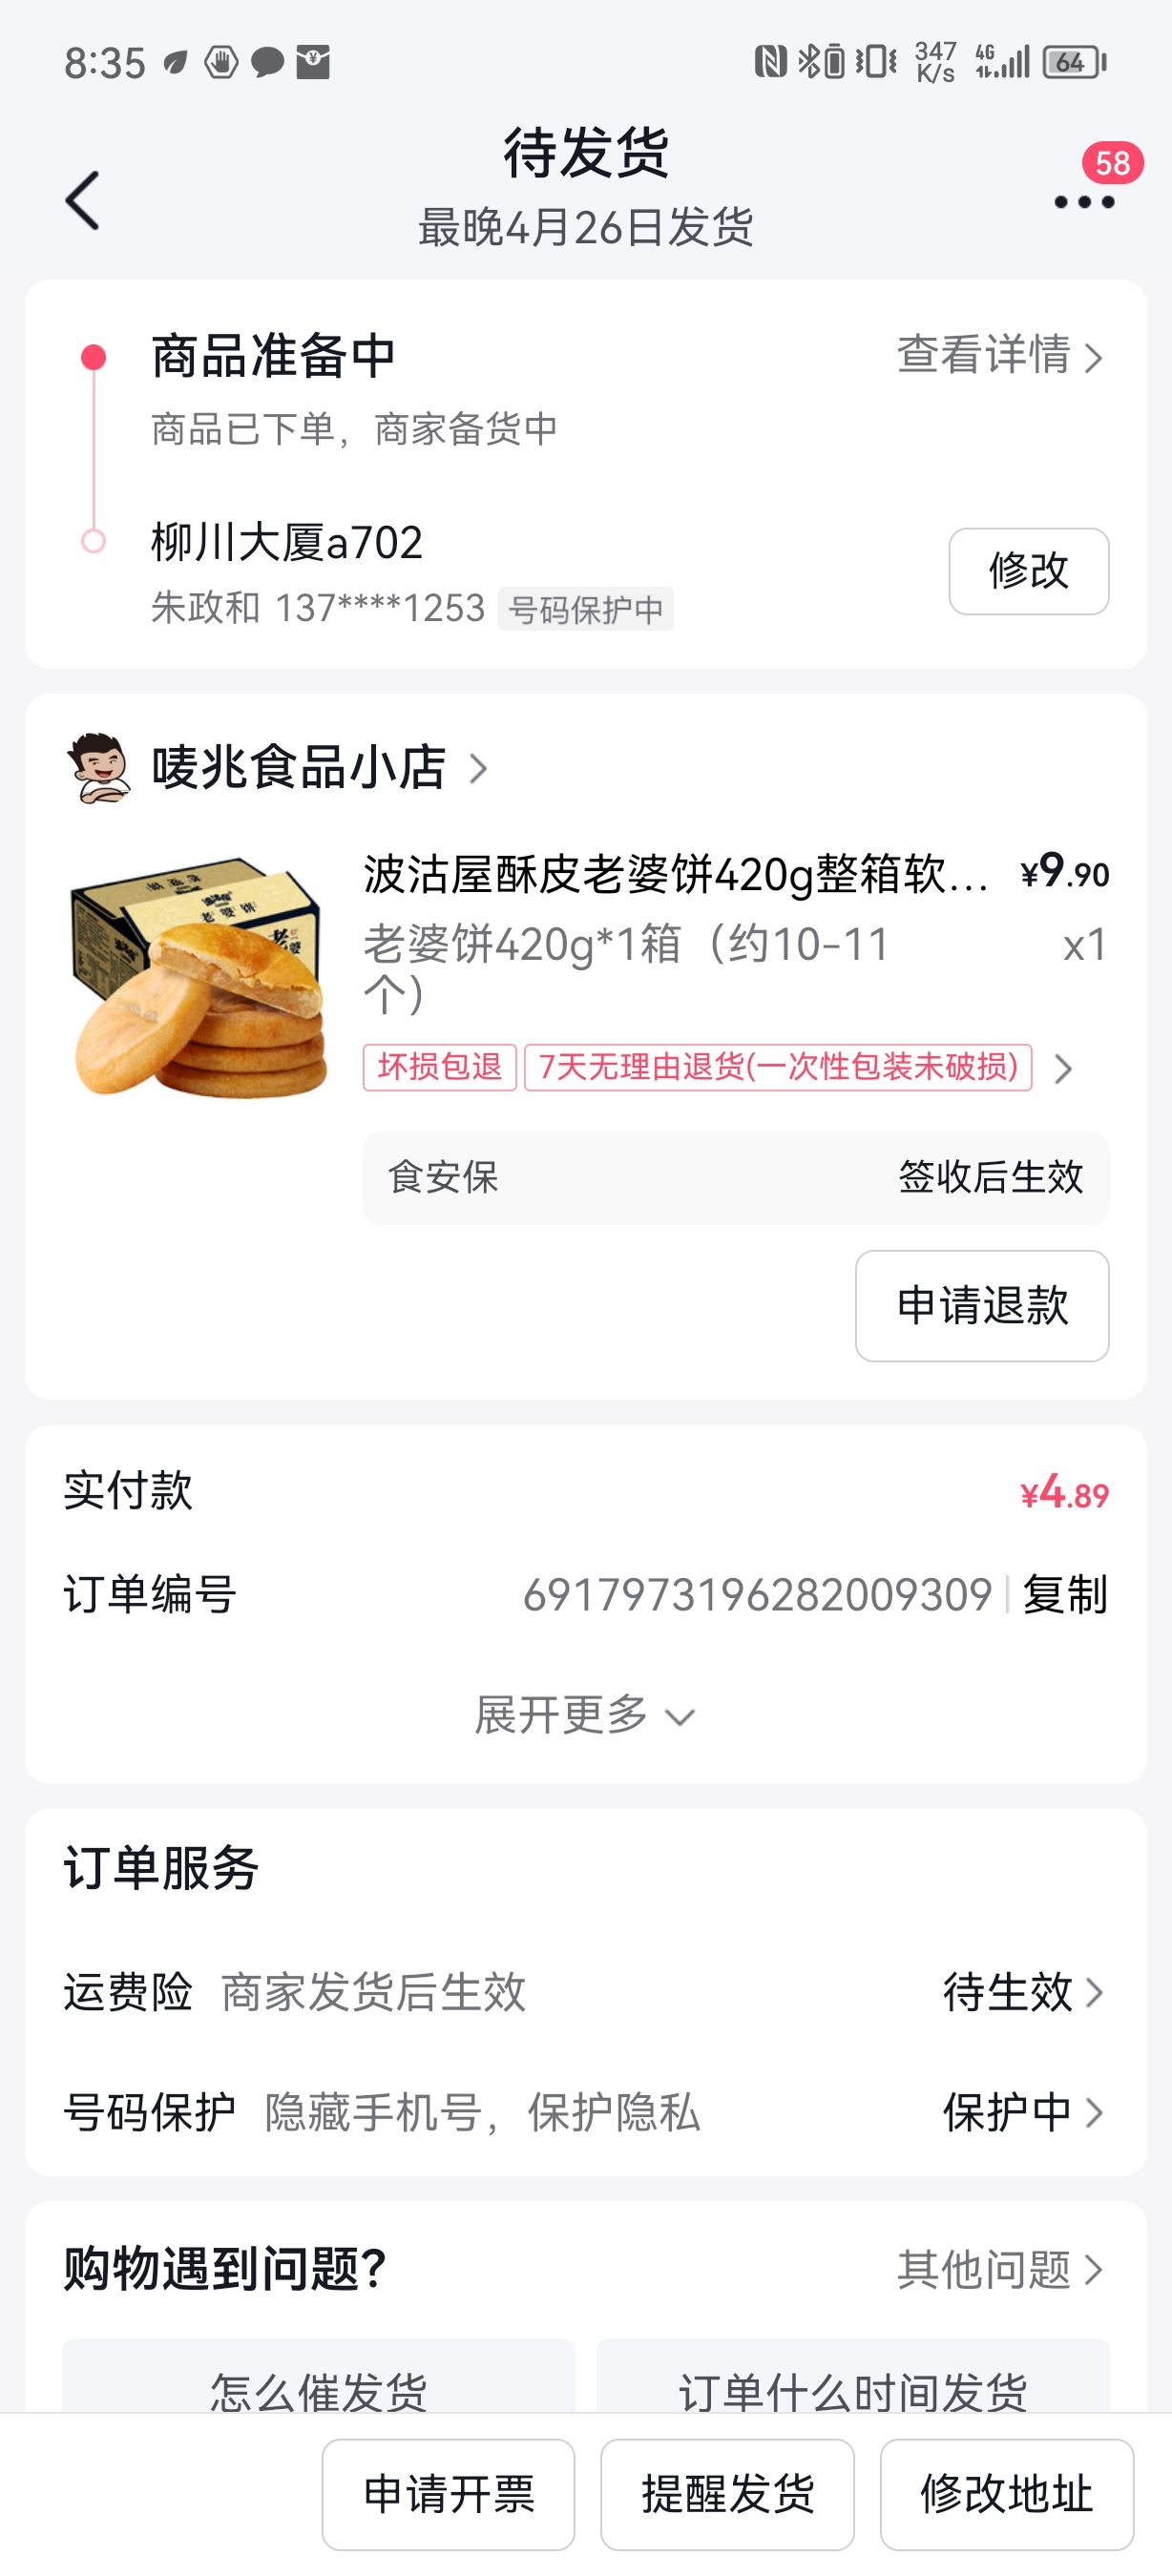 8:35
347 K/s 4G 64
待发货
58
最晚4月26日发货
商品准备中 查看详情
商品已下单，商家备货中
柳川大厦a702 修改
朱政和 137****1253 号码保护中
唛兆食品小店
波沽屋酥皮老婆饼420g整箱软... ¥9.90
老婆饼420g*1箱（约10-11 x1
个）
坏损包退 7天无理由退货(一次性包装未破损)
食安保 签收后生效
申请退款
实付款 ¥4.89
订单编号 6917973196282009309 复制
展开更多
订单服务
运费险 商家发货后生效 待生效
号码保护 隐藏手机号，保护隐私 保护中
购物遇到问题? 其他问题
怎么催发货 订单什么时间发货
申请开票 提醒发货 修改地址